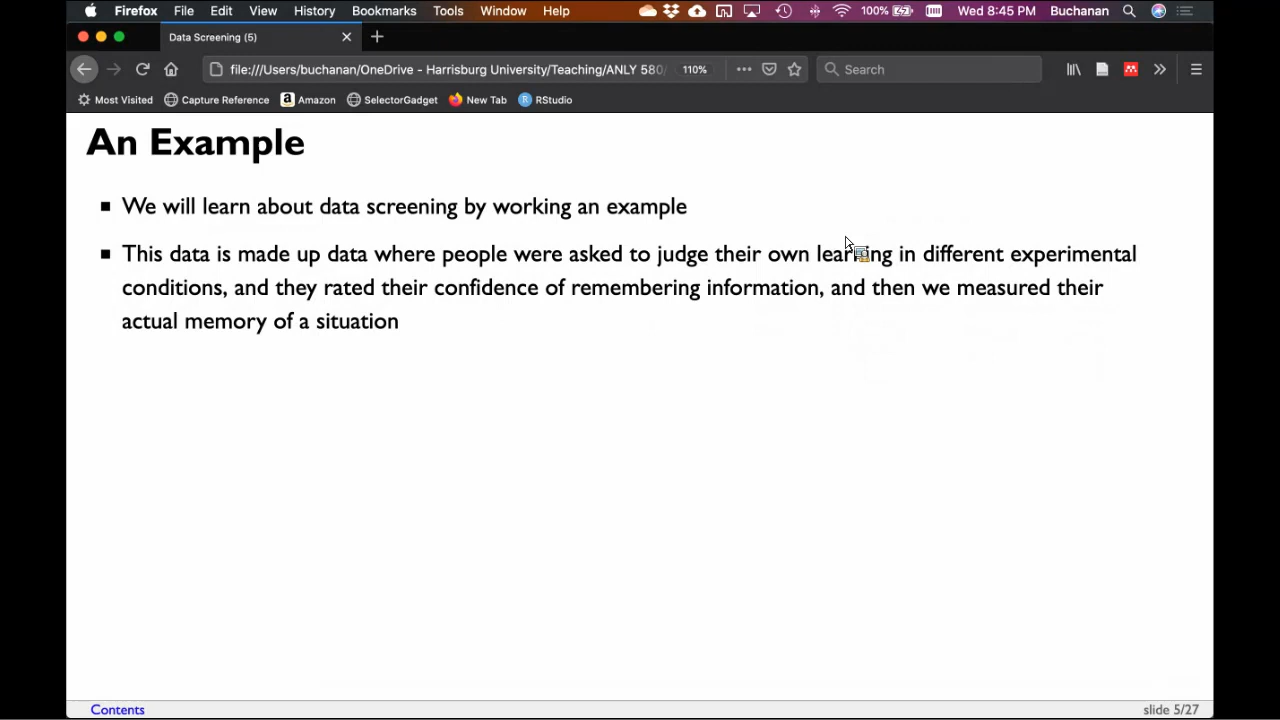 Firefox File Edit View History Bookmarks Tools Window Help 100% Wed 8:45 PM Buchanan
Data Screening (5)
file:///Users/buchanan/OneDrive - Harrisburg University/Teaching/ANLY 580/ 110% Search
Most Visited Capture Reference Amazon SelectorGadget New Tab RStudio
An Example
We will learn about data screening by working an example
This data is made up data where people were asked to judge their own learning in different experimental
conditions, and they rated their confidence of remembering information, and then we measured their
actual memory of a situation
Contents slide 5/27